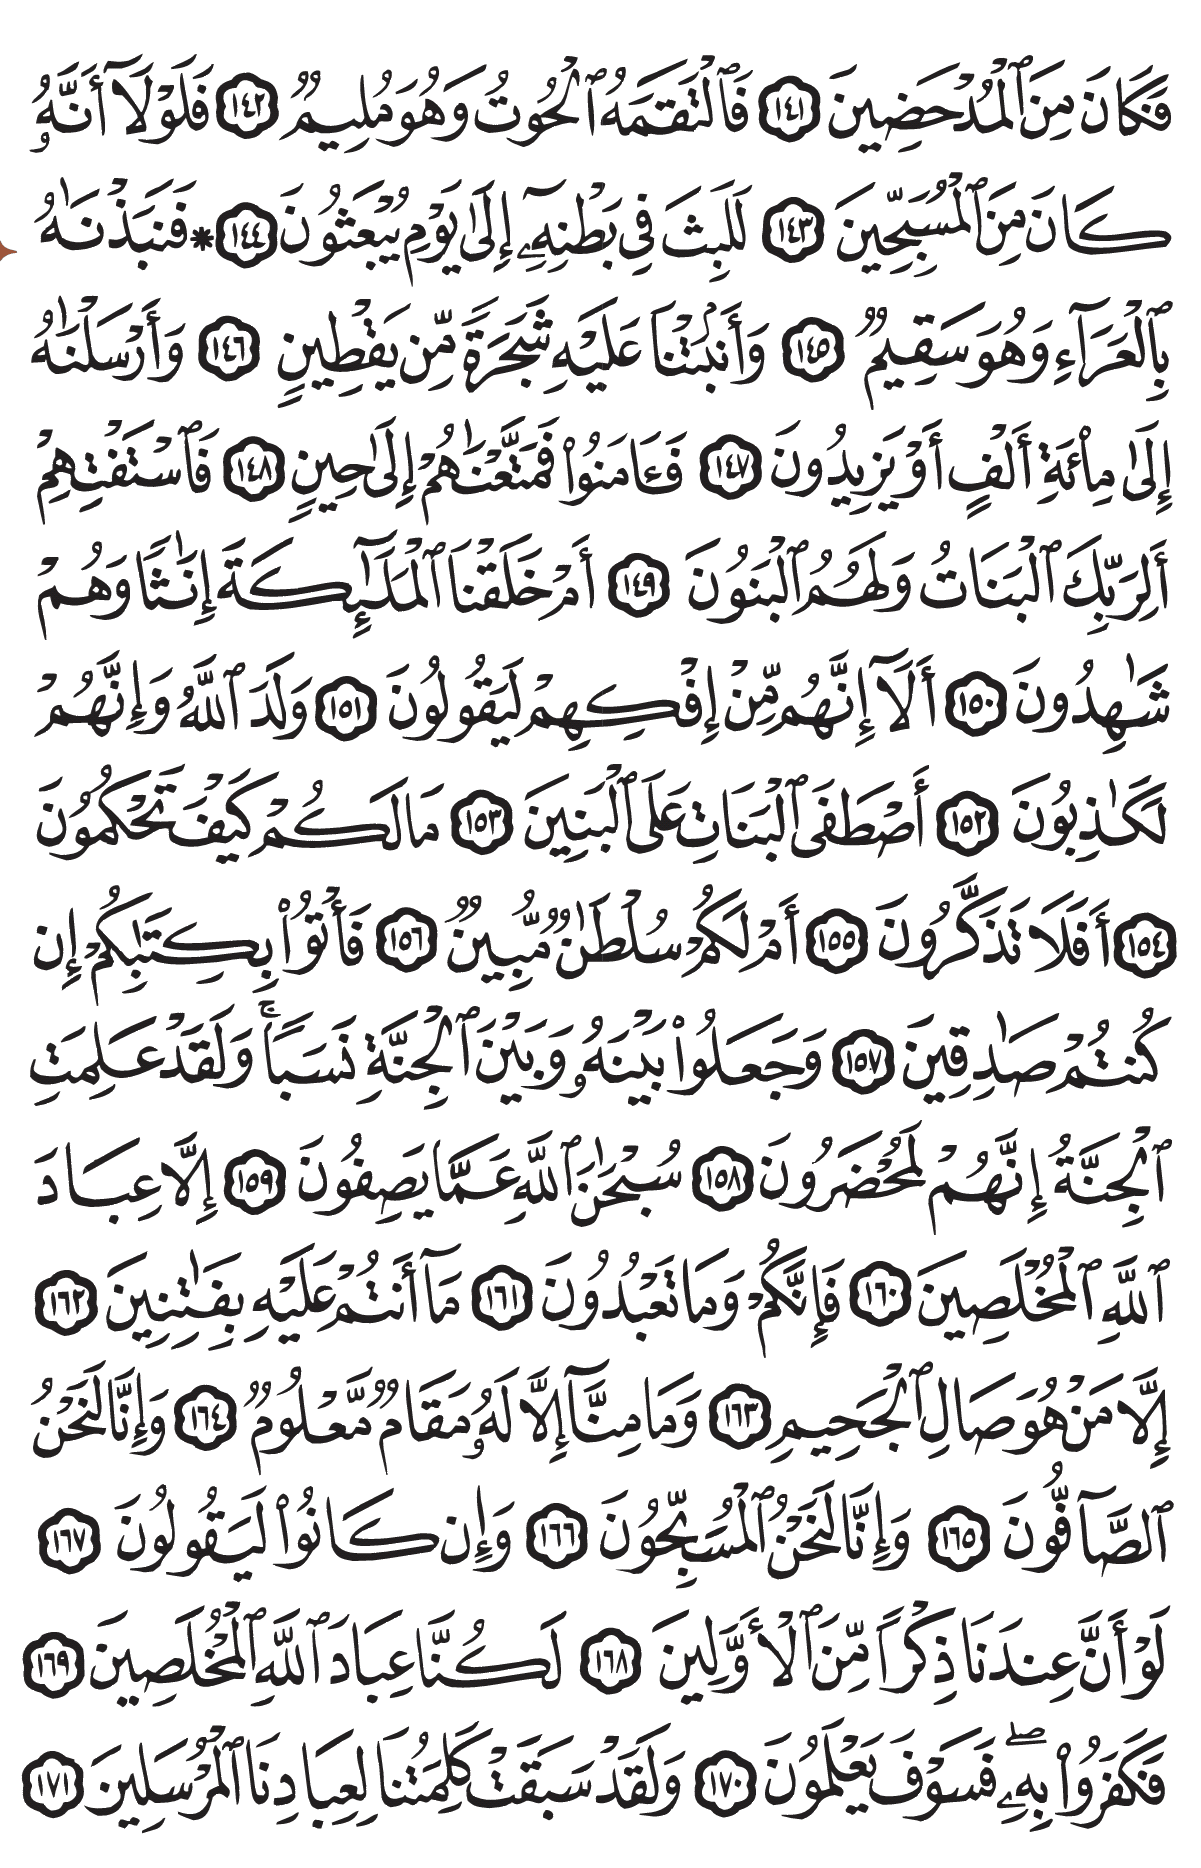 فَكَانَ مِنَ ٱلۡمُدۡحَضِينَ ١٤١ فَٱلۡتَقَمَهُ ٱلۡحُوتُ وَهُوَ مُلِيمٞ ١٤٢ فَلَوۡلَآ أَنَّهُۥ
كَانَ مِنَ ٱلۡمُسَبِّحِينَ ١٤٣ لَلَبِثَ فِي بَطۡنِهِۦٓ إِلَىٰ يَوۡمِ يُبۡعَثُونَ ١٤٤ * فَنَبَذۡنَٰهُ
بِٱلۡعَرَآءِ وَهُوَ سَقِيمٞ ١٤٥ وَأَنۢبَتۡنَا عَلَيۡهِ شَجَرَةٗ مِّن يَقۡطِينٖ ١٤٦ وَأَرۡسَلۡنَٰهُ
إِلَىٰ مِاْئَةِ أَلۡفٍ أَوۡ يَزِيدُونَ ١٤٧ فَـَٔامَنُواْ فَمَتَّعۡنَٰهُمۡ إِلَىٰ حِينٖ ١٤٨ فَٱسۡتَفۡتِهِمۡ
أَلِرَبِّكَ ٱلۡبَنَاتُ وَلَهُمُ ٱلۡبَنُونَ ١٤٩ أَمۡ خَلَقۡنَا ٱلۡمَلَٰٓئِكَةَ إِنَٰثٗا وَهُمۡ
شَٰهِدُونَ ١٥٠ أَلَآ إِنَّهُم مِّنۡ إِفۡكِهِمۡ لَيَقُولُونَ ١٥١ وَلَدَ ٱللَّهُ وَإِنَّهُمۡ
لَكَٰذِبُونَ ١٥٢ أَصۡطَفَى ٱلۡبَنَاتِ عَلَى ٱلۡبَنِينَ ١٥٣ مَا لَكُمۡ كَيۡفَ تَحۡكُمُونَ
١٥٤ أَفَلَا تَذَكَّرُونَ ١٥٥ أَمۡ لَكُمۡ سُلۡطَٰنٞ مُّبِينٞ ١٥٦ فَأۡتُواْ بِكِتَٰبِكُمۡ إِن
كُنتُمۡ صَٰدِقِينَ ١٥٧ وَجَعَلُواْ بَيۡنَهُۥ وَبَيۡنَ ٱلۡجِنَّةِ نَسَبٗاۚ وَلَقَدۡ عَلِمَتِ
ٱلۡجِنَّةُ إِنَّهُمۡ لَمُحۡضَرُونَ ١٥٨ سُبۡحَٰنَ ٱللَّهِ عَمَّا يَصِفُونَ ١٥٩ إِلَّا عِبَادَ
ٱللَّهِ ٱلۡمُخۡلَصِينَ ١٦٠ فَإِنَّكُمۡ وَمَا تَعۡبُدُونَ ١٦١ مَآ أَنتُمۡ عَلَيۡهِ بِفَٰتِنِينَ ١٦٢
إِلَّا مَنۡ هُوَ صَالِ ٱلۡجَحِيمِ ١٦٣ وَمَا مِنَّآ إِلَّا لَهُۥ مَقَامٞ مَّعۡلُومٞ ١٦٤ وَإِنَّا لَنَحۡنُ
ٱلصَّآفُّونَ ١٦٥ وَإِنَّا لَنَحۡنُ ٱلۡمُسَبِّحُونَ ١٦٦ وَإِن كَانُواْ لَيَقُولُونَ ١٦٧
لَوۡ أَنَّ عِندَنَا ذِكۡرٗا مِّنَ ٱلۡأَوَّلِينَ ١٦٨ لَكُنَّا عِبَادَ ٱللَّهِ ٱلۡمُخۡلَصِينَ ١٦٩
فَكَفَرُواْ بِهِۦۖ فَسَوۡفَ يَعۡلَمُونَ ١٧٠ وَلَقَدۡ سَبَقَتۡ كَلِمَتُنَا لِعِبَادِنَا ٱلۡمُرۡسَلِينَ ١٧١